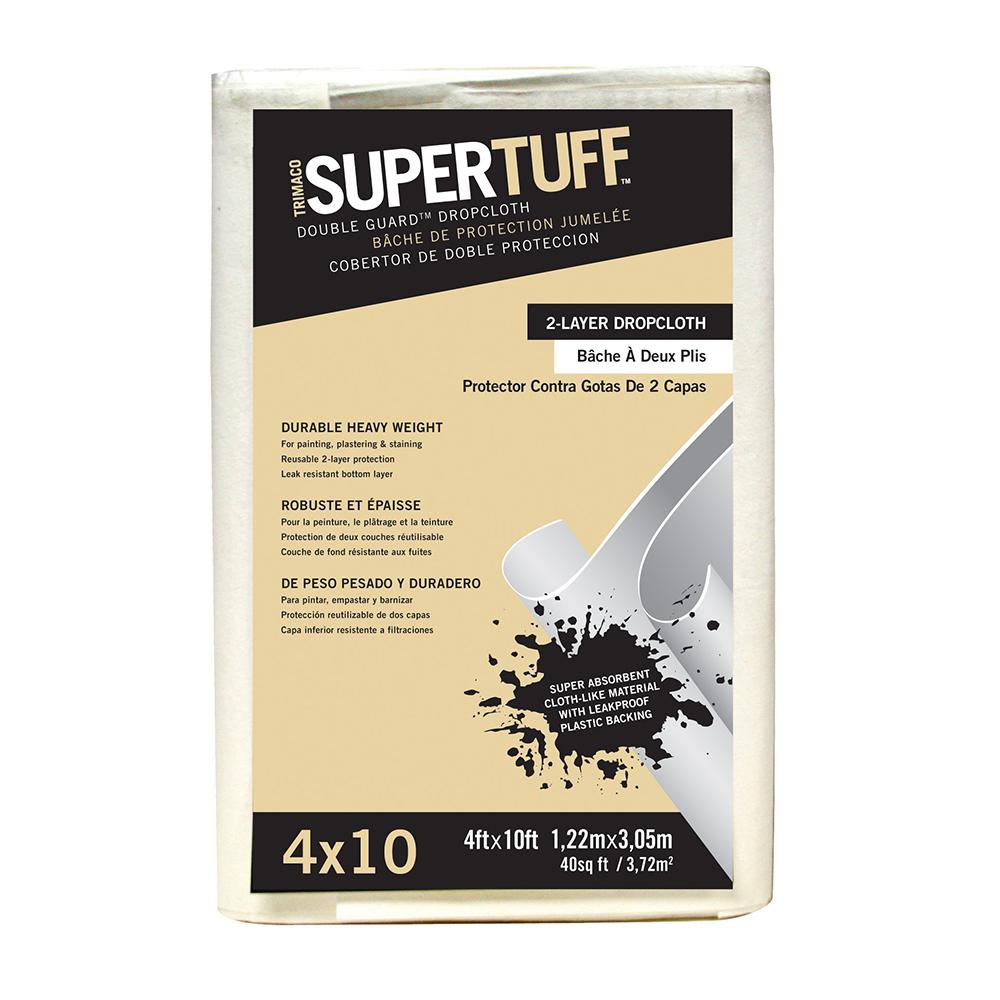 TRIMACO
SUPERTUFF™
DOUBLE GUARD™ DROPCLOTH
BÂCHE DE PROTECTION JUMELÉE
COBERTOR DE DOBLE PROTECCION
2-LAYER DROPCLOTH
Bâche À Deux Plis
Protector Contra Gotas De 2 Capas
DURABLE HEAVY WEIGHT
For painting, plastering & staining
Reusable 2-layer protection
Leak resistant bottom layer
ROBUSTE ET ÉPAISSE
Pour la peinture, le plâtrage et la teinture
Protection de deux couches réutilisable
Couche de fond résistante aux fuites
DE PESO PESADO Y DURADERO
Para pintar, empastar y barnizar
Protección reutilizable de dos capas
Capa inferior resistente a filtraciones
SUPER ABSORBENT
CLOTH-LIKE MATERIAL
WITH LEAKPROOF
PLASTIC BACKING
4x10
4ftx10ft 1,22mx3,05m
40sq ft / 3,72m²